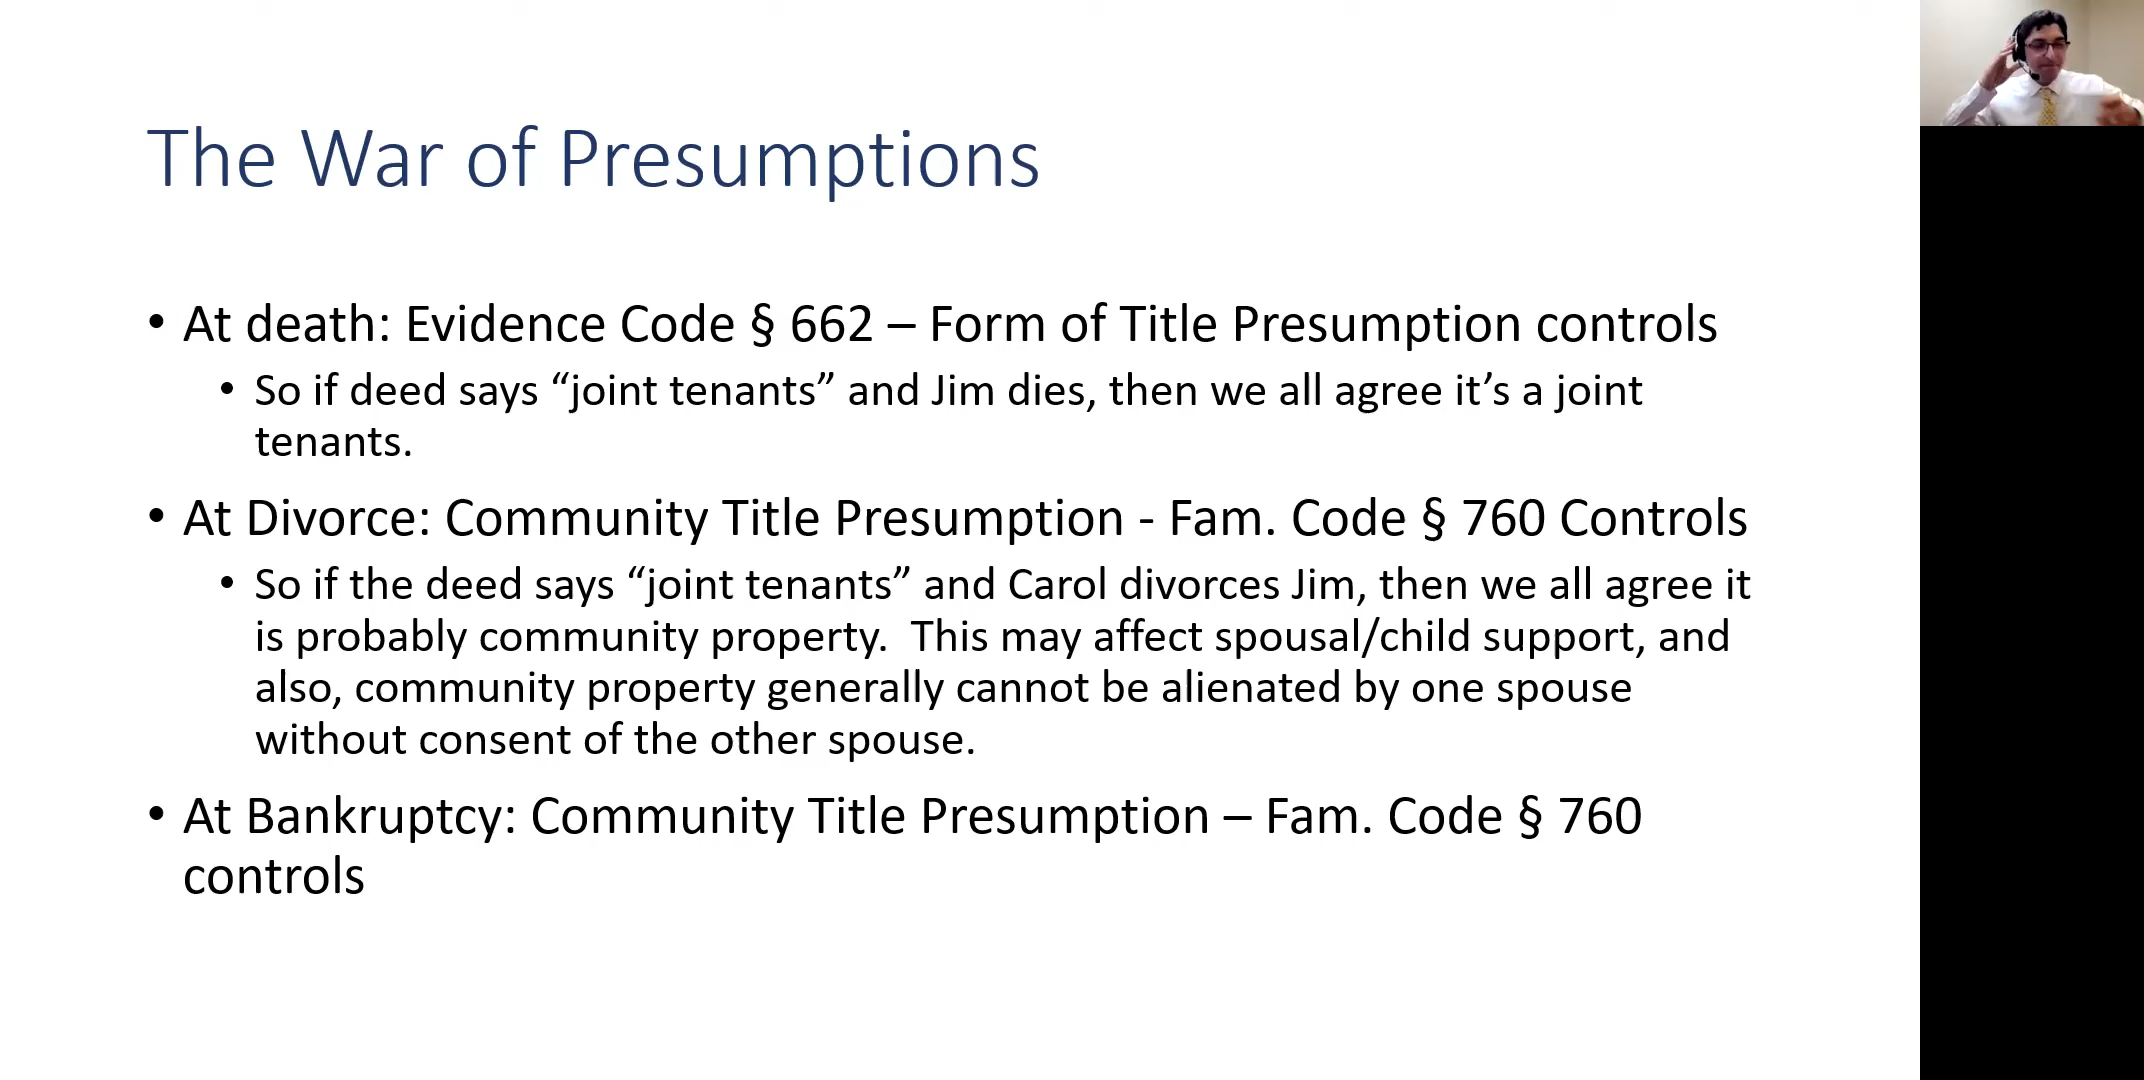 The War of Presumptions
• At death: Evidence Code § 662 – Form of Title Presumption controls
• So if deed says “joint tenants” and Jim dies, then we all agree it’s a joint
tenants.
• At Divorce: Community Title Presumption - Fam. Code § 760 Controls
• So if the deed says “joint tenants” and Carol divorces Jim, then we all agree it
is probably community property.  This may affect spousal/child support, and
also, community property generally cannot be alienated by one spouse
without consent of the other spouse.
• At Bankruptcy: Community Title Presumption – Fam. Code § 760
controls